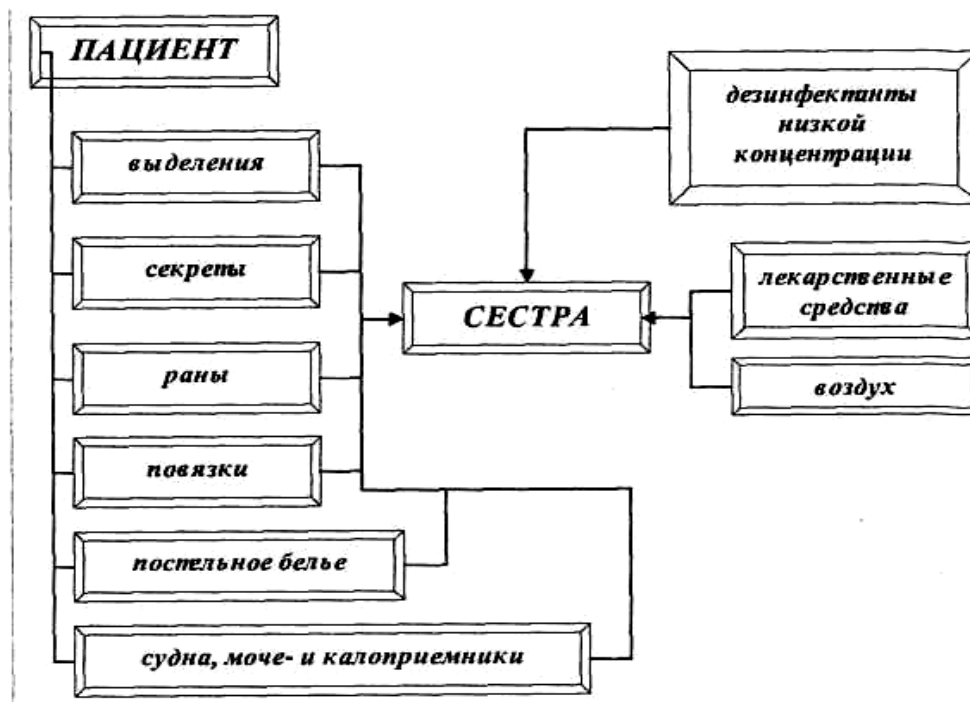 ПАЦИЕНТ
выделения
секреты
раны
повязки
постельное белье
судна, моче- и калоприемники
СЕСТРА
дезинфектанты
низкой
концентрации
лекарственные
средства
воздух